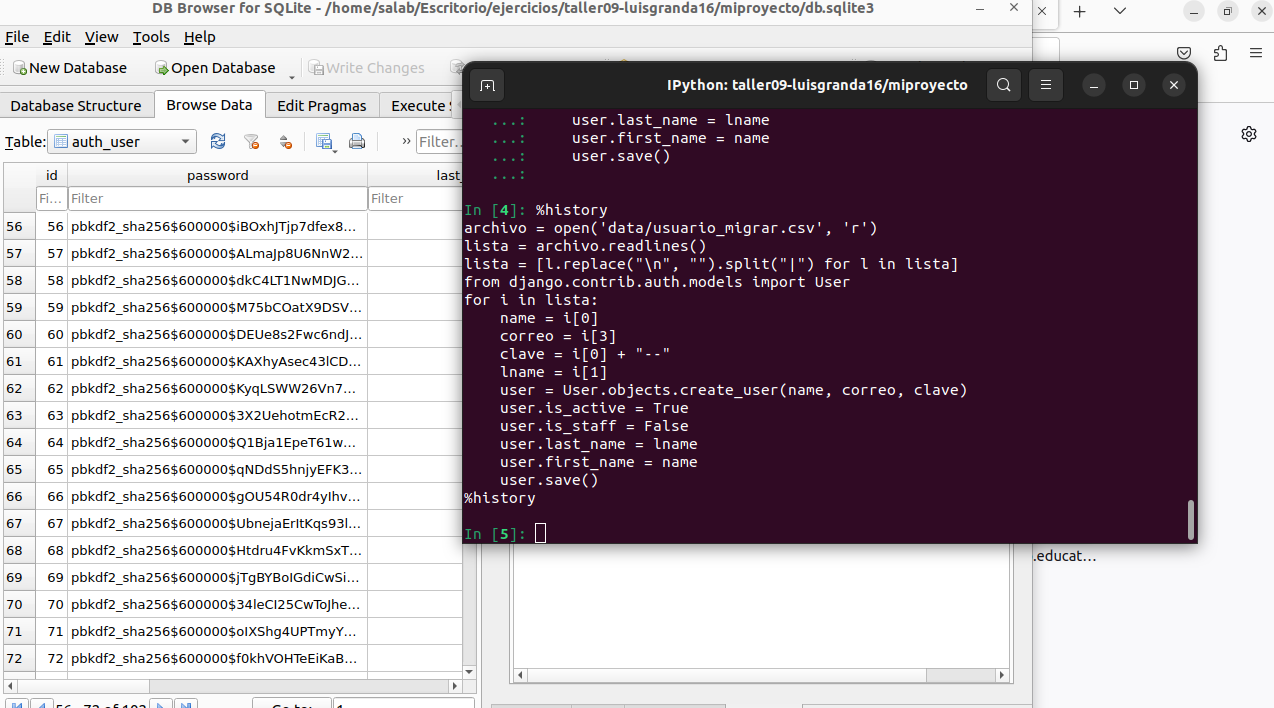 DB Browser for SQLite - /home/salab/Escritorio/ejercicios/taller09-luisgranda16/miproyecto/db.sqlite3
File Edit View Tools Help
New Database Open Database Write Changes
Database Structure Browse Data Edit Pragmas Execute
Table: auth_user Filter...
id password last_
Fi... Filter Filter
56 56 pbkdf2_sha256$600000$iBOxhJTjp7dfex8...
57 57 pbkdf2_sha256$600000$ALmaJp8U6NnW2...
58 58 pbkdf2_sha256$600000$dkC4LT1NwMDJG...
59 59 pbkdf2_sha256$600000$M75bCOatX9DSV...
60 60 pbkdf2_sha256$600000$DEUe8s2Fwc6ndJ...
61 61 pbkdf2_sha256$600000$KAXhyAsec43lCD...
62 62 pbkdf2_sha256$600000$KyqLSWW26Vn7...
63 63 pbkdf2_sha256$600000$3X2UehotmEcR2...
64 64 pbkdf2_sha256$600000$Q1Bja1EpeT61w...
65 65 pbkdf2_sha256$600000$qNDdS5hnjyEFK3...
66 66 pbkdf2_sha256$600000$gOU54R0dr4yIhv...
67 67 pbkdf2_sha256$600000$UbnejaErItKqs93l...
68 68 pbkdf2_sha256$600000$Htdru4FvKkmSxT...
69 69 pbkdf2_sha256$600000$jTgBYBoIGdiCwSi...
70 70 pbkdf2_sha256$600000$34leCI25CwToJhe...
71 71 pbkdf2_sha256$600000$oIXShg4UPTmyY...
72 72 pbkdf2_sha256$600000$f0khVOHTeEiKaB...
56 - 72 of 102 Go to: 1
IPython: taller09-luisgranda16/miproyecto
...: user.last_name = lname
...: user.first_name = name
...: user.save()
...:
In [4]: %history
archivo = open('data/usuario_migrar.csv', 'r')
lista = archivo.readlines()
lista = [l.replace("\n", "").split("|") for l in lista]
from django.contrib.auth.models import User
for i in lista:
    name = i[0]
    correo = i[3]
    clave = i[0] + "--"
    lname = i[1]
    user = User.objects.create_user(name, correo, clave)
    user.is_active = True
    user.is_staff = False
    user.last_name = lname
    user.first_name = name
    user.save()
%history
In [5]:
.educat...